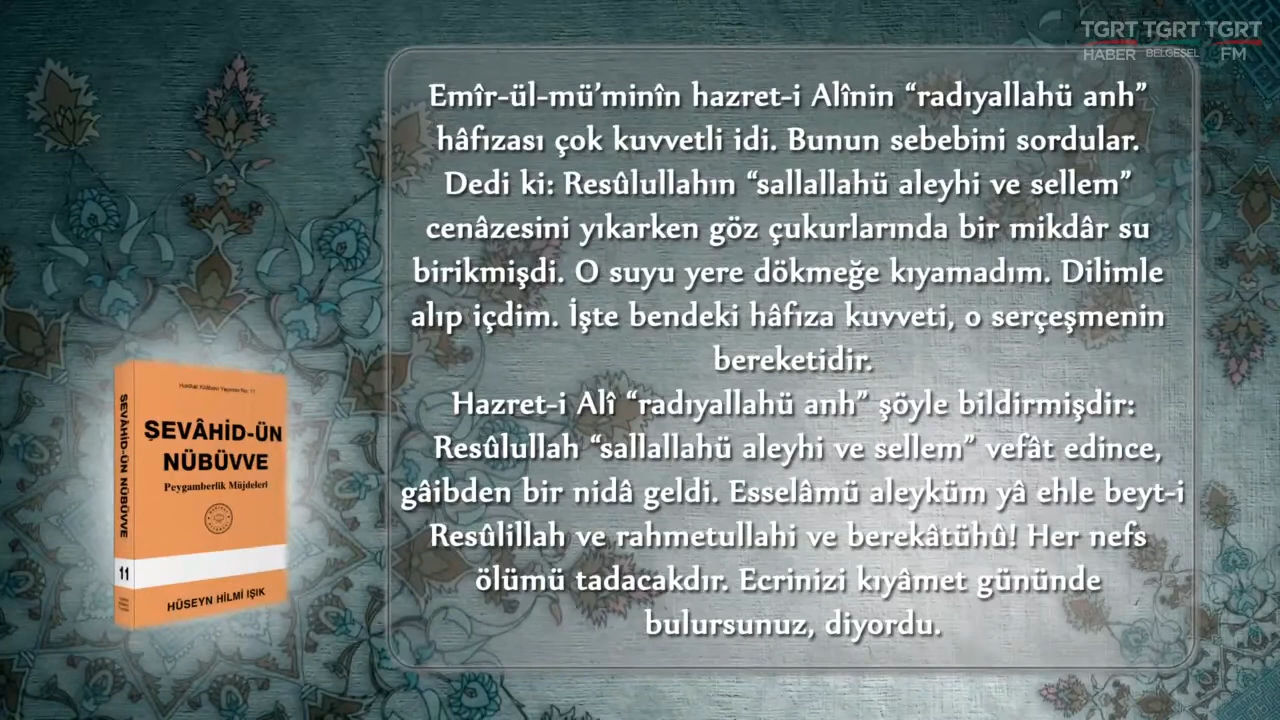 TGRT TGRT TGRT
HABER BELGESEL FM
Emîr-ül-mü’minîn hazret-i Alînin “radıyallahü anh”
hâfızası çok kuvvetli idi. Bunun sebebini sordular.
Dedi ki: Resûlullahın “sallallahü aleyhi ve sellem”
cenâzesini yıkarken göz çukurlarında bir mikdâr su
birikmişdi. O suyu yere dökmeğe kıyamadım. Dilimle
alıp içdim. İşte bendeki hâfıza kuvveti, o serçeşmenin
bereketidir.
Hazret-i Alî “radıyallahü anh” şöyle bildirmişdir:
Resûlullah “sallallahü aleyhi ve sellem” vefât edince,
gâibden bir nidâ geldi. Esselâmü aleyküm yâ ehle beyt-i
Resûlillah ve rahmetullahi ve berekâtühû! Her nefs
ölümü tadacakdır. Ecrinizi kıyâmet gününde
bulursunuz, diyordu.
Hakîkat Kitâbevi Yayınları No: 11
ŞEVÂHİD-ÜN
NÜBÜVVE
Peygamberlik Müjdeleri
HÜSEYN HİLMİ IŞIK
ŞEVÂHİD-ÜN NÜBÜVVE
11